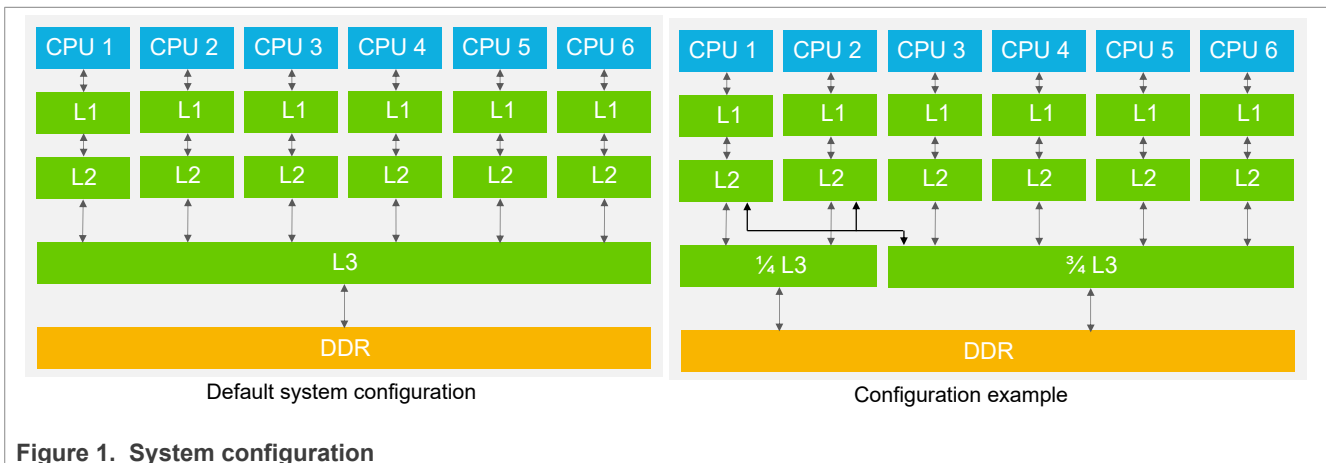 CPU 1 CPU 2 CPU 3 CPU 4 CPU 5 CPU 6
L1 L1 L1 L1 L1 L1
L2 L2 L2 L2 L2 L2
L3
DDR
Default system configuration
CPU 1 CPU 2 CPU 3 CPU 4 CPU 5 CPU 6
L1 L1 L1 L1 L1 L1
L2 L2 L2 L2 L2 L2
¼ L3 ¾ L3
DDR
Configuration example
Figure 1. System configuration